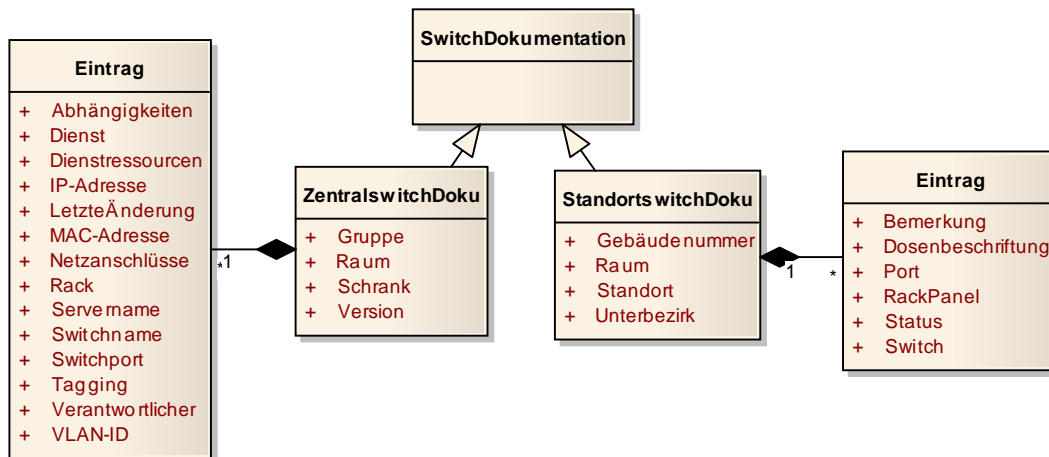 SwitchDokumentation
Eintrag
+ Abhängigkeiten
+ Dienst
+ Dienstressourcen
+ IP-Adresse
+ LetzteÄnderung
+ MAC-Adresse
+ Netzanschlüsse
+ Rack
+ Servername
+ Switchname
+ Switchport
+ Tagging
+ Verantwortlicher
+ VLAN-ID
*
1
ZentralswitchDoku
+ Gruppe
+ Raum
+ Schrank
+ Version
StandortswitchDoku
+ Gebäudenummer
+ Raum
+ Standort
+ Unterbezirk
1
*
Eintrag
+ Bemerkung
+ Dosenbeschriftung
+ Port
+ RackPanel
+ Status
+ Switch